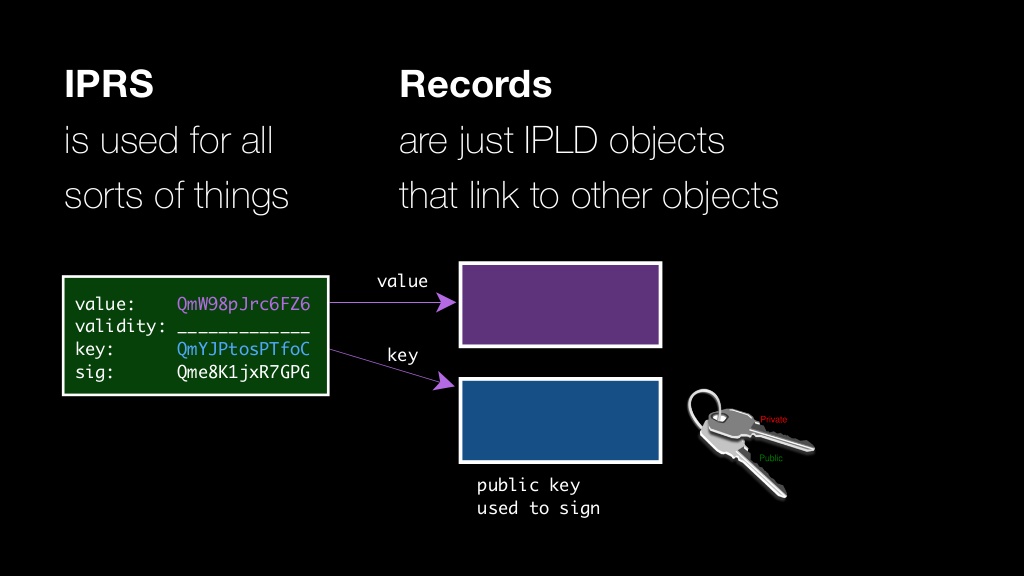 IPRS
is used for all
sorts of things
Records
are just IPLD objects
that link to other objects
value: QmW98pJrc6FZ6
validity: _____________
key: QmYJPtosPTfoC
sig: Qme8K1jxR7GPG
value
key
Private
Public
public key
used to sign